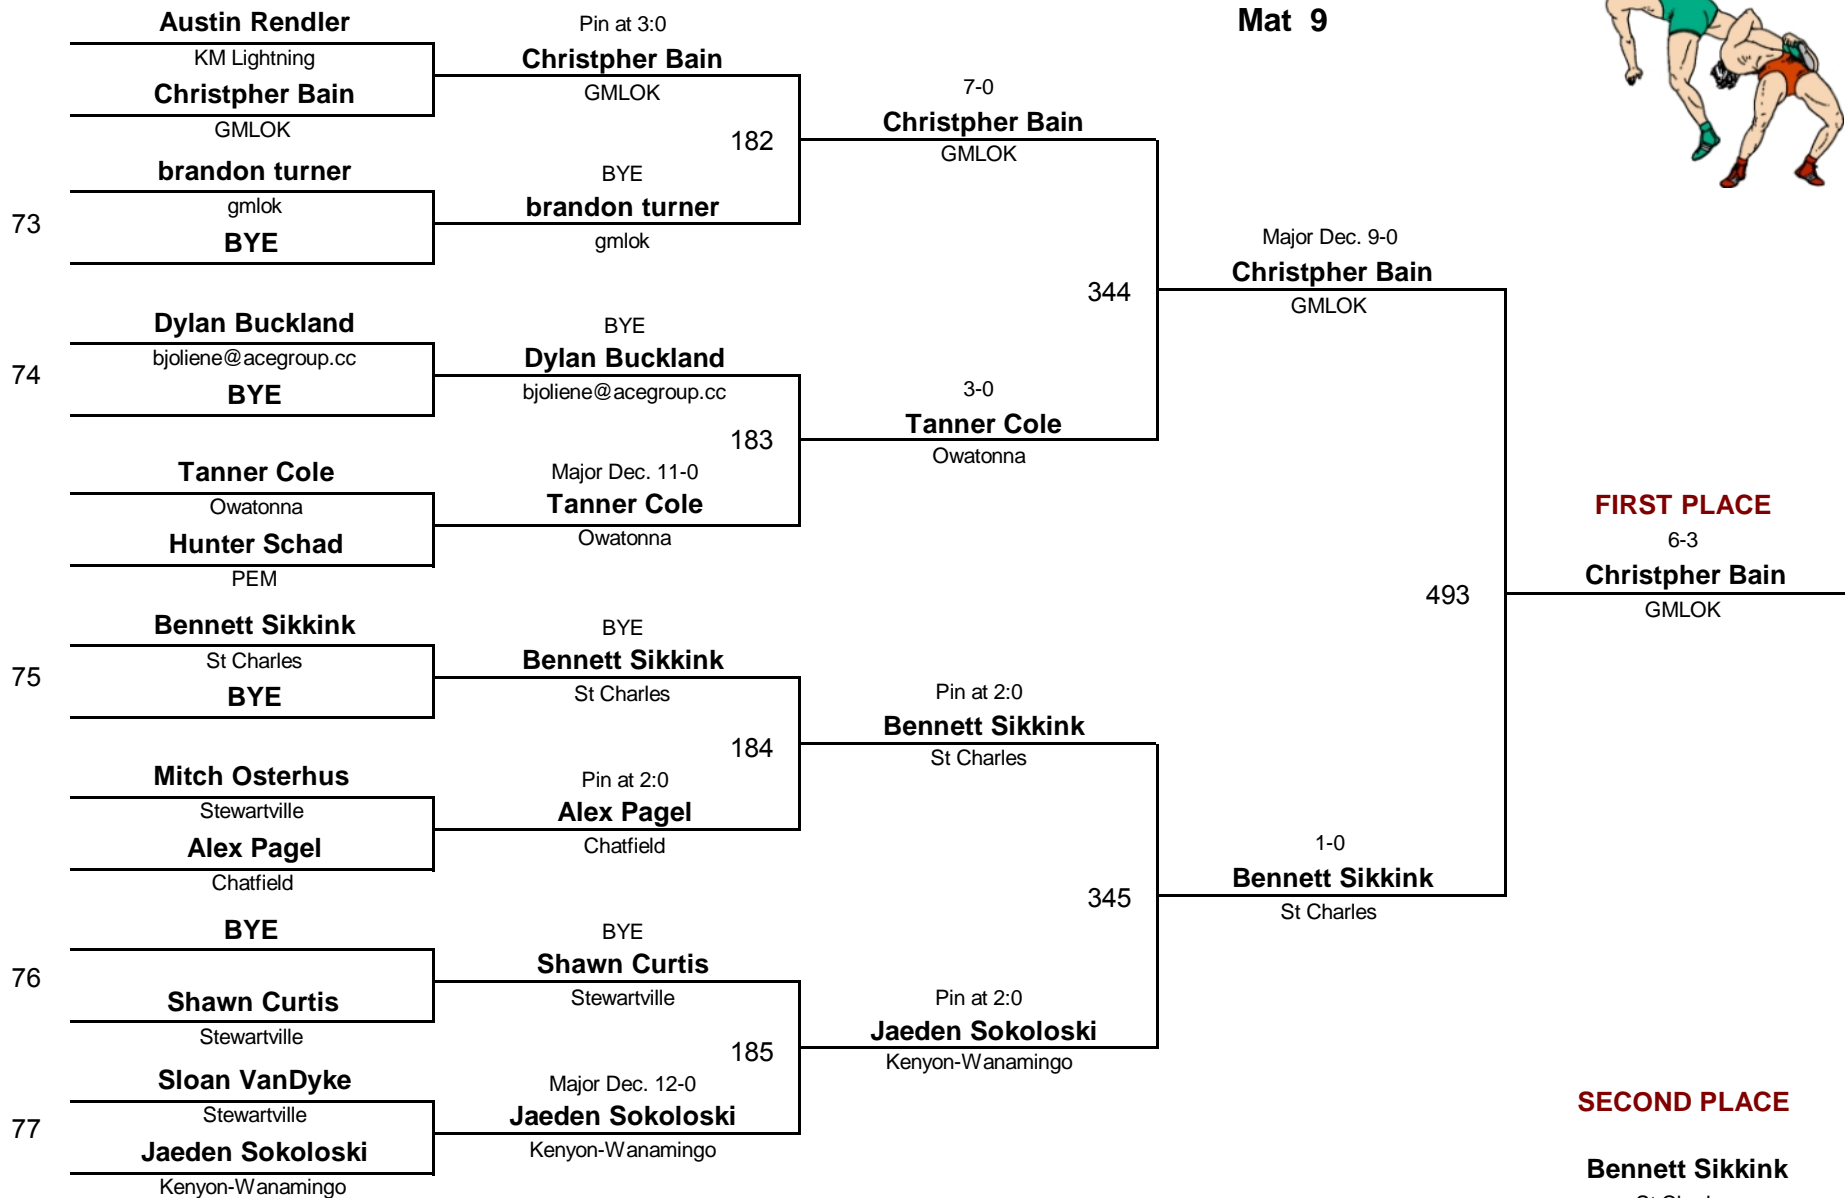 Mat 9
Austin Rendler
KM Lightning
Christpher Bain
GMLOK
73
brandon turner
gmlok
BYE
74
Dylan Buckland
bjoliene@acegroup.cc
BYE
Tanner Cole
Owatonna
Hunter Schad
PEM
75
Bennett Sikkink
St Charles
BYE
Mitch Osterhus
Stewartville
Alex Pagel
Chatfield
76
BYE
Shawn Curtis
Stewartville
77
Sloan VanDyke
Stewartville
Jaeden Sokoloski
Kenyon-Wanamingo
Pin at 3:0
Christpher Bain
GMLOK
182
BYE
brandon turner
gmlok
BYE
Dylan Buckland
bjoliene@acegroup.cc
183
Major Dec. 11-0
Tanner Cole
Owatonna
BYE
Bennett Sikkink
St Charles
184
Pin at 2:0
Alex Pagel
Chatfield
BYE
Shawn Curtis
Stewartville
185
Major Dec. 12-0
Jaeden Sokoloski
Kenyon-Wanamingo
7-0
Christpher Bain
GMLOK
344
3-0
Tanner Cole
Owatonna
Pin at 2:0
Bennett Sikkink
St Charles
345
Pin at 2:0
Jaeden Sokoloski
Kenyon-Wanamingo
Major Dec. 9-0
Christpher Bain
GMLOK
493
1-0
Bennett Sikkink
St Charles
FIRST PLACE
6-3
Christpher Bain
GMLOK
SECOND PLACE
Bennett Sikkink